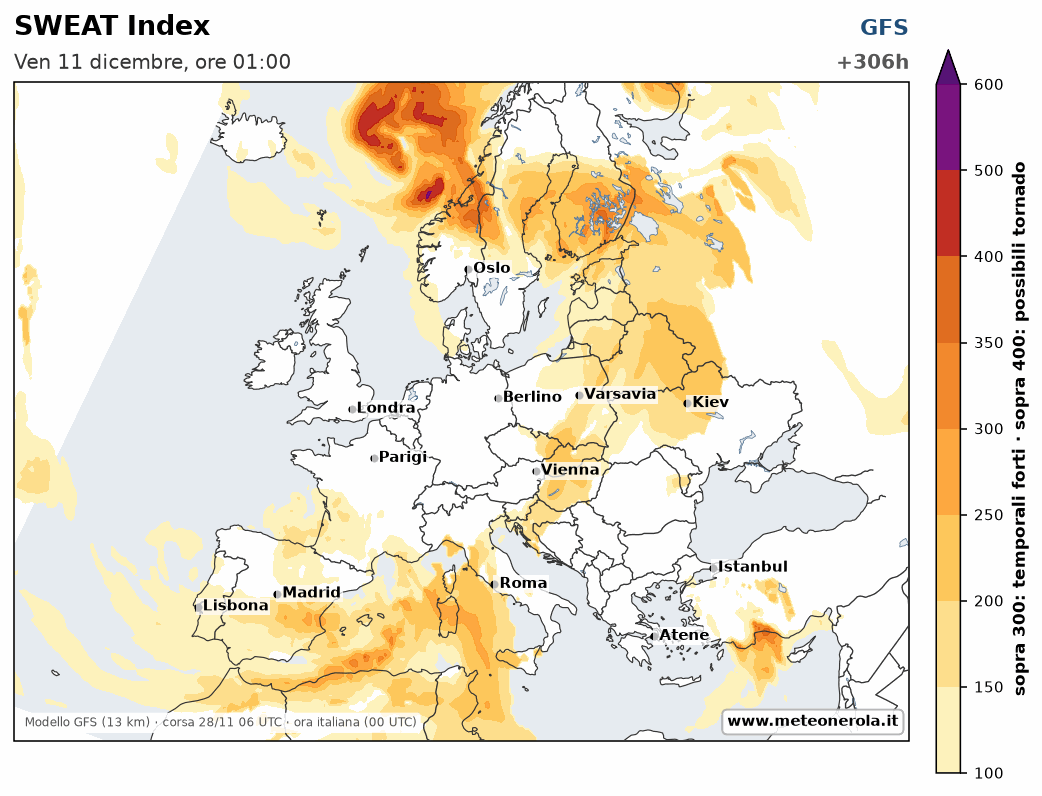 SWEAT Index
GFS
Ven 11 dicembre, ore 01:00
+306h
Oslo
Berlino
Varsavia
Londra
Kiev
Parigi
Vienna
Istanbul
Roma
Madrid
Lisbona
Atene
Modello GFS (13 km) · corsa 28/11 06 UTC · ora italiana (00 UTC)
www.meteonerola.it
600
500
400
350
300
250
200
150
100
sopra 300: temporali forti · sopra 400: possibili tornado